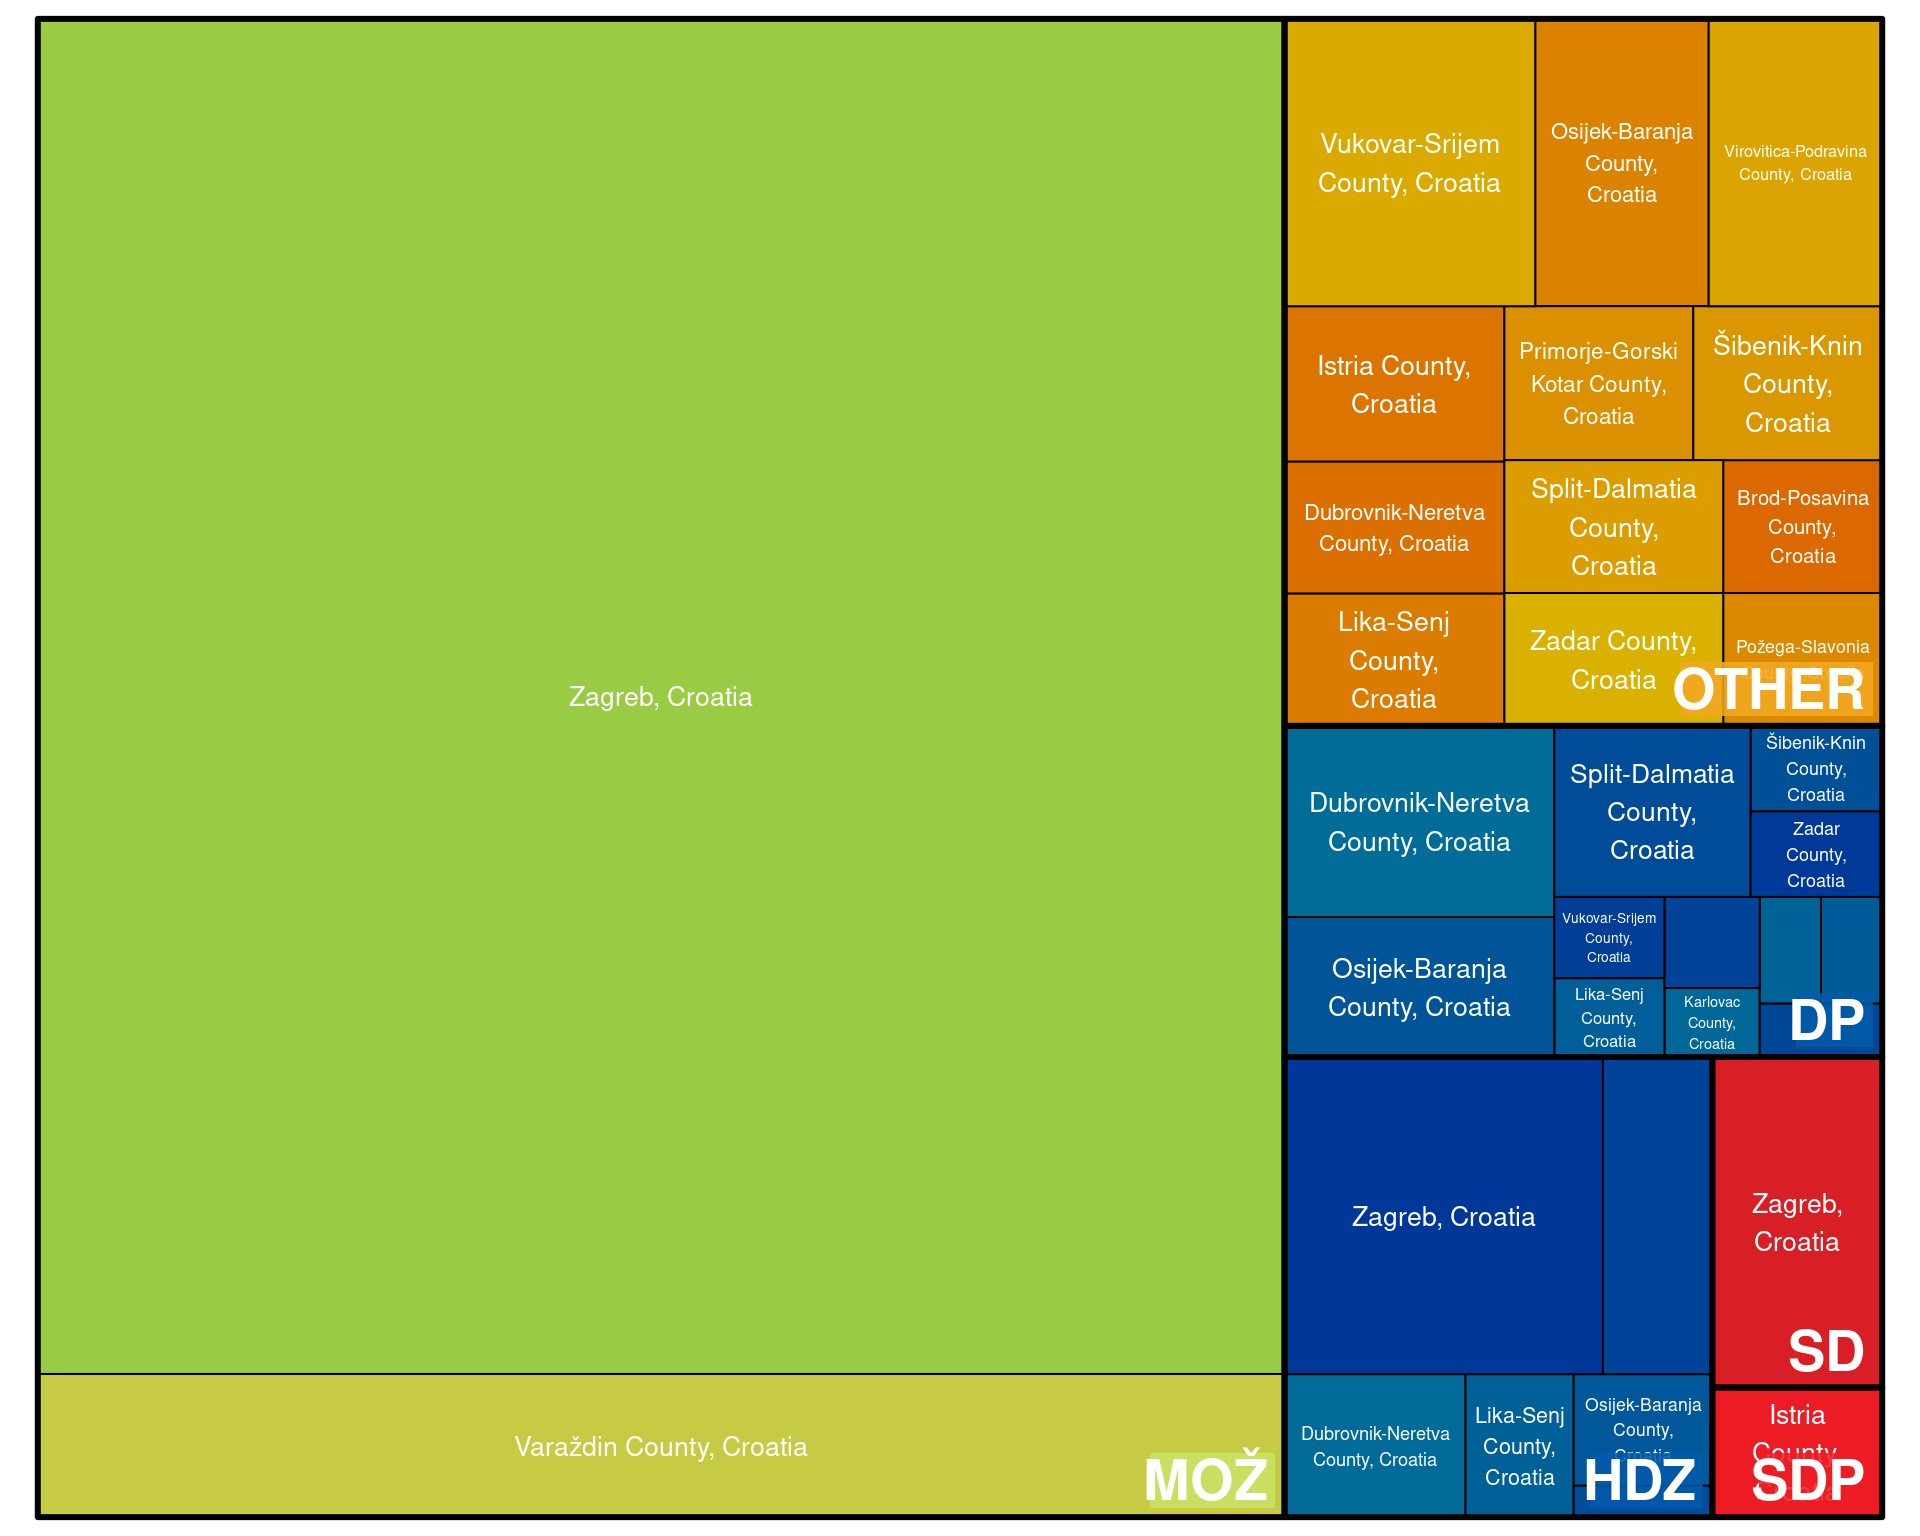 Zagreb, Croatia
Varaždin County, Croatia
MOŽ
Vukovar-Srijem
County, Croatia
Osijek-Baranja
County,
Croatia
Virovitica-Podravina
County, Croatia
Istria County,
Croatia
Primorje-Gorski
Kotar County,
Croatia
Šibenik-Knin
County,
Croatia
Dubrovnik-Neretva
County, Croatia
Split-Dalmatia
County,
Croatia
Brod-Posavina
County,
Croatia
Lika-Senj
County,
Croatia
Zadar County,
Croatia
Požega-Slavonia
OTHER
Dubrovnik-Neretva
County, Croatia
Split-Dalmatia
County,
Croatia
Šibenik-Knin
County,
Croatia
Zadar
County,
Croatia
Osijek-Baranja
County, Croatia
Vukovar-Srijem
County,
Croatia
Lika-Senj
County,
Croatia
Karlovac
County,
Croatia
DP
Zagreb, Croatia
Dubrovnik-Neretva
County, Croatia
Lika-Senj
County,
Croatia
Osijek-Baranja
County,
Croatia
HDZ
Zagreb,
Croatia
SD
Istria
County,
SDP